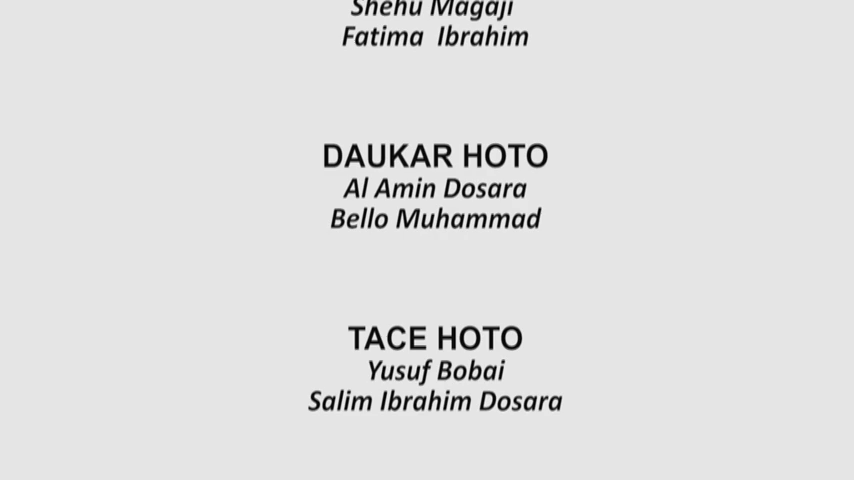 Shehu Magaji
Fatima Ibrahim
DAUKAR HOTO
Al Amin Dosara
Bello Muhammad
TACE HOTO
Yusuf Bobai
Salim Ibrahim Dosara